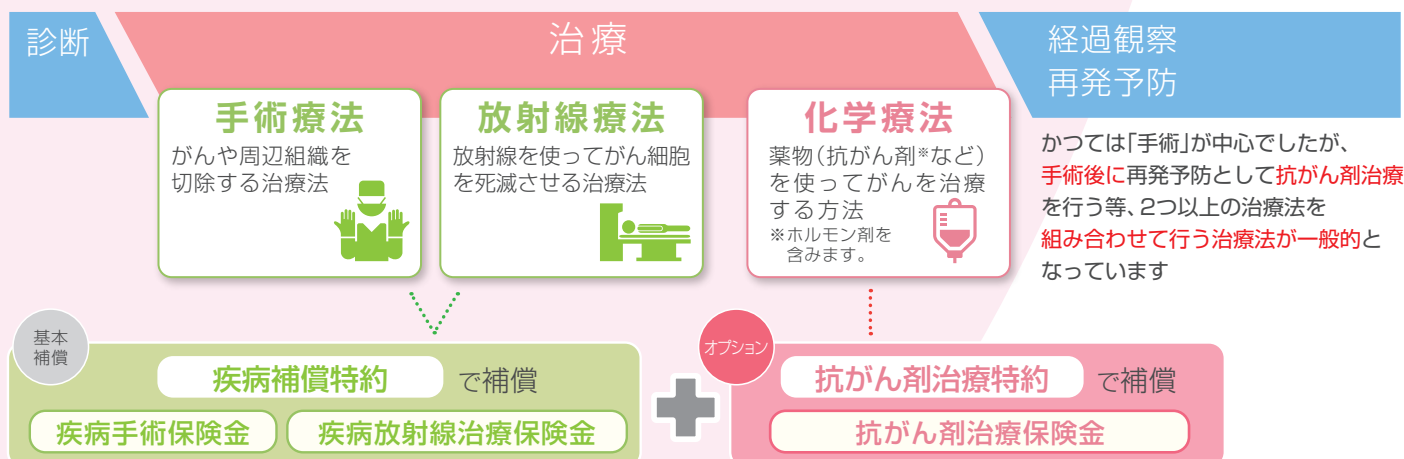 診断
治療
経過観察
再発予防
手術療法
がんや周辺組織を
切除する治療法
放射線療法
放射線を使ってがん細胞
を死滅させる治療法
化学療法
薬物(抗がん剤※など)
を使ってがんを治療
する方法
※ホルモン剤を
含みます。
かつては「手術」が中心でしたが、
手術後に再発予防として抗がん剤治療
を行う等、2つ以上の治療法を
組み合わせて行う治療法が一般的と
なっています
基本
補償
疾病補償特約 で補償
疾病手術保険金
疾病放射線治療保険金
オプション
抗がん剤治療特約 で補償
抗がん剤治療保険金